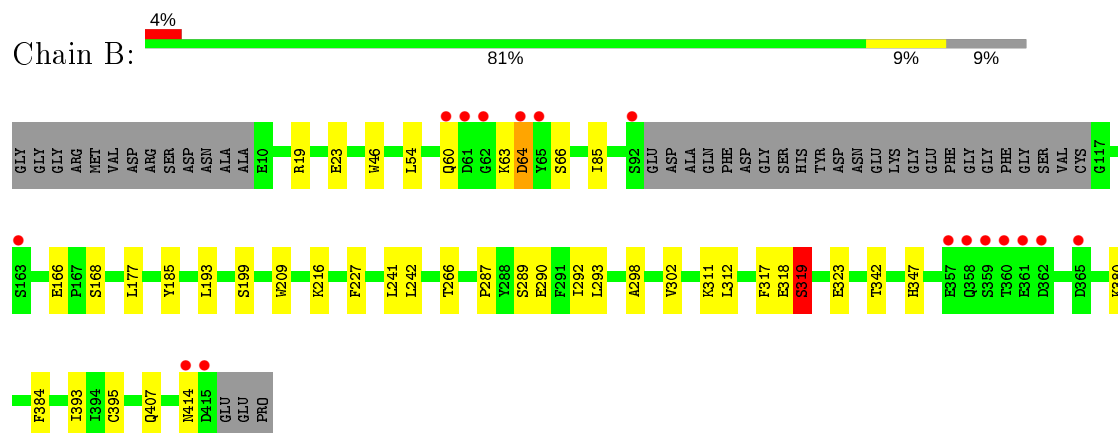 4%
Chain B:
81% 9% 9%
GLY GLY GLY ARG MET VAL ASP ARG SER ASP ASN ALA ALA E10 R19 E23 W46 L54 Q60 D61 G62 K63 D64 Y65 S66 I85 S92 GLU ASP ALA GLN PHE ASP GLY SER HIS TYR ASP ASN GLU LYS GLY GLU PHE GLY GLY PHE GLY SER VAL CYS G117
S163 E166 P167 S168 L177 Y185 L193 S199 W209 K216 F227 L241 L242 T266 P287 Y288 S289 E290 F291 I292 L293 A298 V302 K311 L312 F317 E318 S319 E323 T342 H347 E357 Q358 S359 T360 E361 D362 D365 K380
F384 I393 I394 C395 Q407 N414 D415 GLU GLU PRO